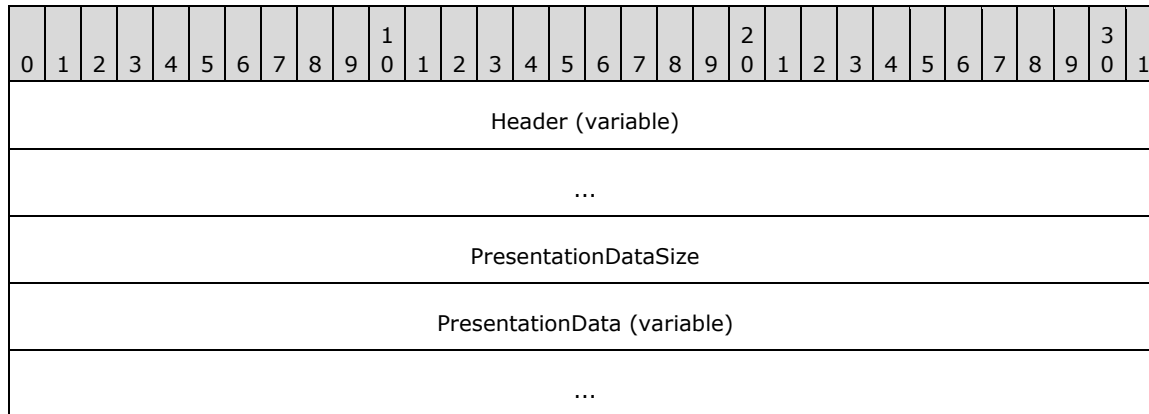 1 2 3
0 1 2 3 4 5 6 7 8 9 0 1 2 3 4 5 6 7 8 9 0 1 2 3 4 5 6 7 8 9 0 1
Header (variable)
...
PresentationDataSize
PresentationData (variable)
...